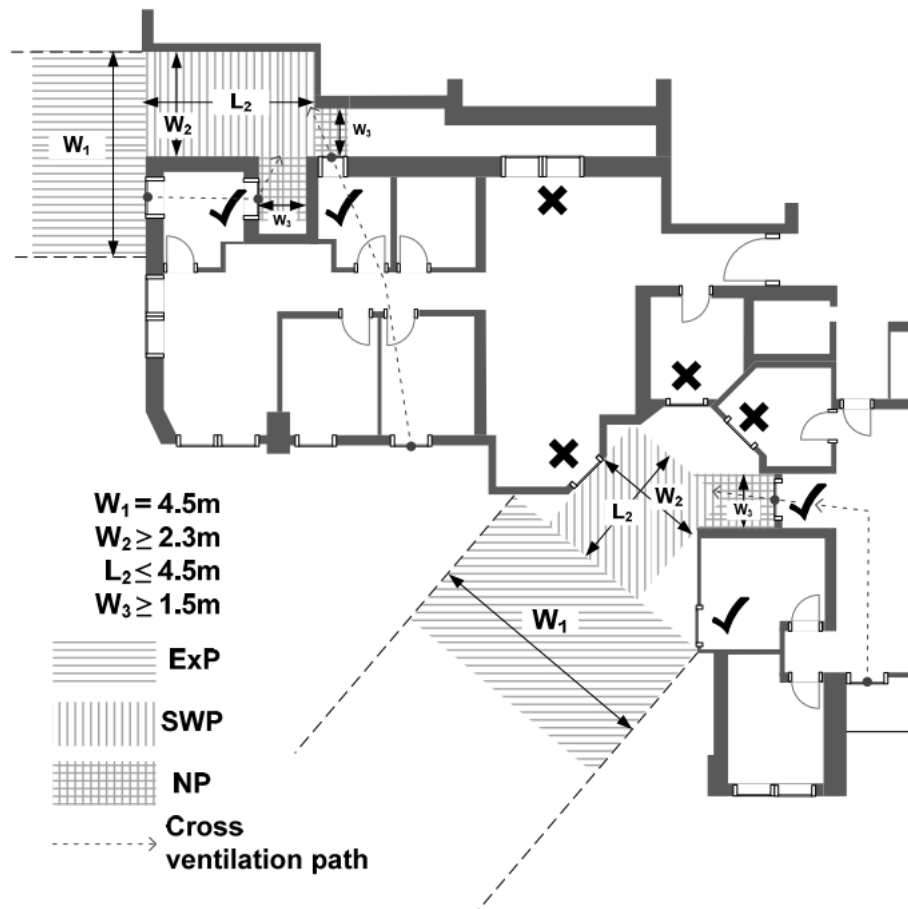 L₂
W₂
W₁
W₃
W₃
W₂
L₂
W₃
W₁ = 4.5m
W₂ ≥ 2.3m
L₂ ≤ 4.5m
W₃ ≥ 1.5m
W₁
ExP
SWP
NP
Cross
ventilation path